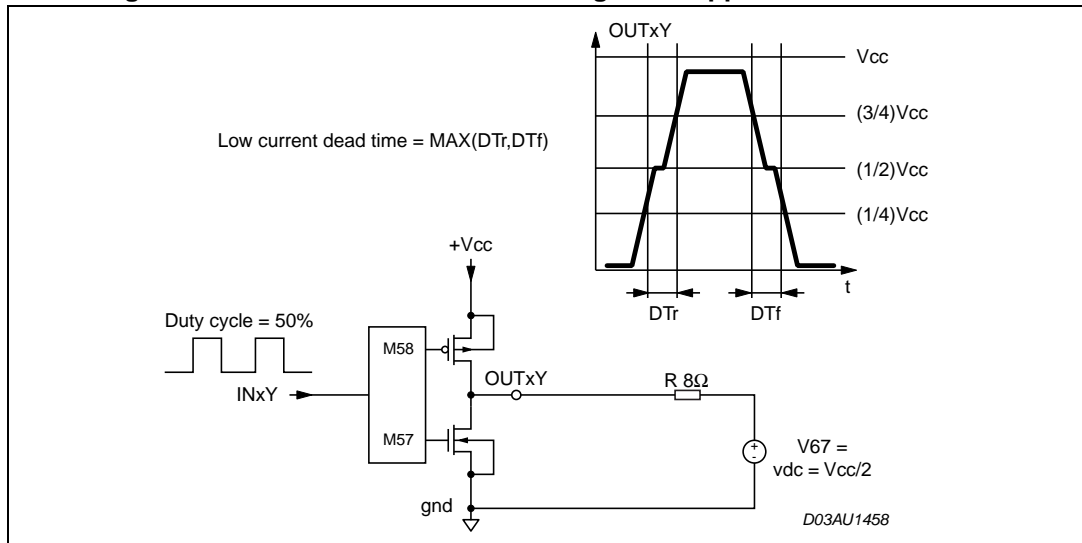 OUTxY
Vcc
(3/4)Vcc
Low current dead time = MAX(DTr,DTf)
(1/2)Vcc
(1/4)Vcc
+Vcc
t
DTr
DTf
Duty cycle = 50%
M58
OUTxY
R 8Ω
INxY
M57
+
-
V67 =
vdc = Vcc/2
gnd
D03AU1458